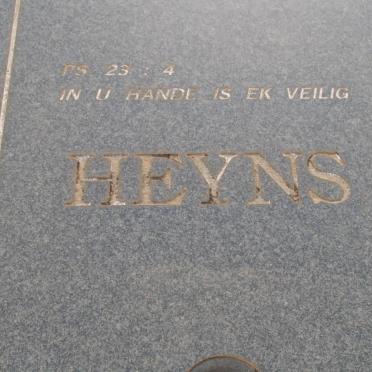 PS 23 : 4
IN U HANDE IS EK VEILIG
HEYNS